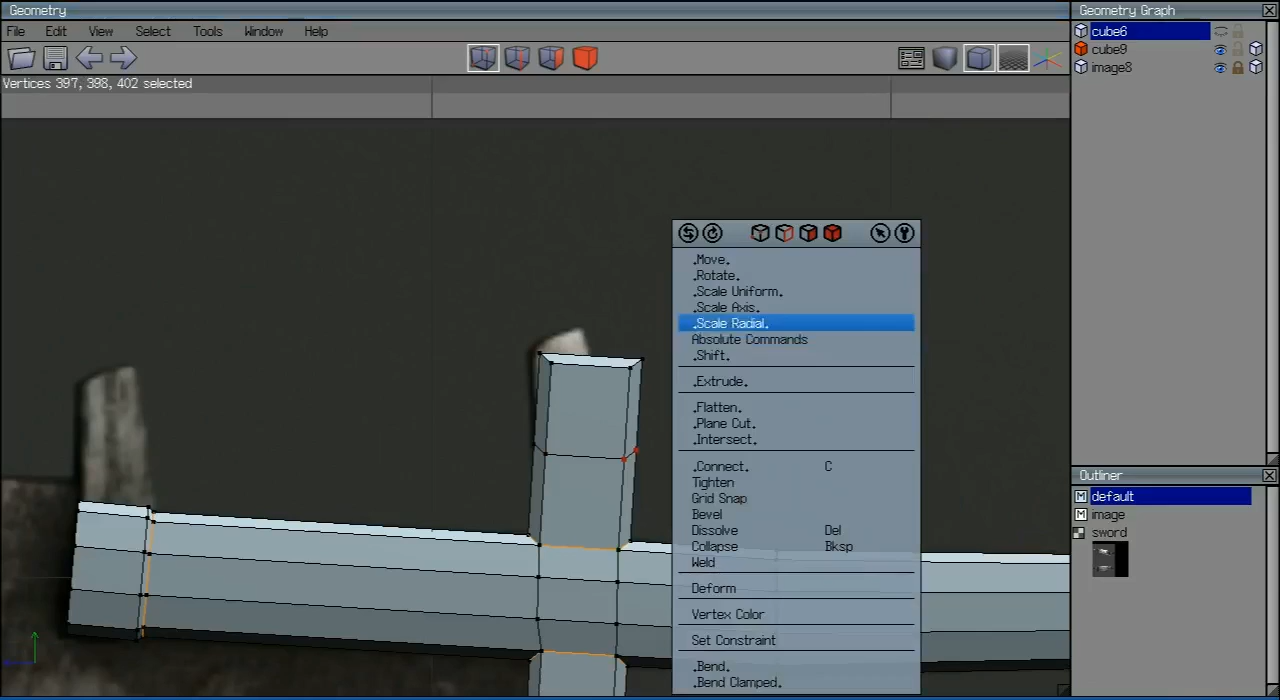 Geometry
File Edit View Select Tools Window Help
Vertices 397, 398, 402 selected
.Move.
.Rotate.
.Scale Uniform.
.Scale Axis.
.Scale Radial.
Absolute Commands
.Shift.
.Extrude.
.Flatten.
.Plane Cut.
.Intersect.
.Connect. C
Tighten
Grid Snap
Bevel
Dissolve Del
Collapse Bksp
Weld
Deform
Vertex Color
Set Constraint
.Bend.
.Bend Clamped.
Geometry Graph
cube6
cube9
image8
Outliner
M default
M image
sword